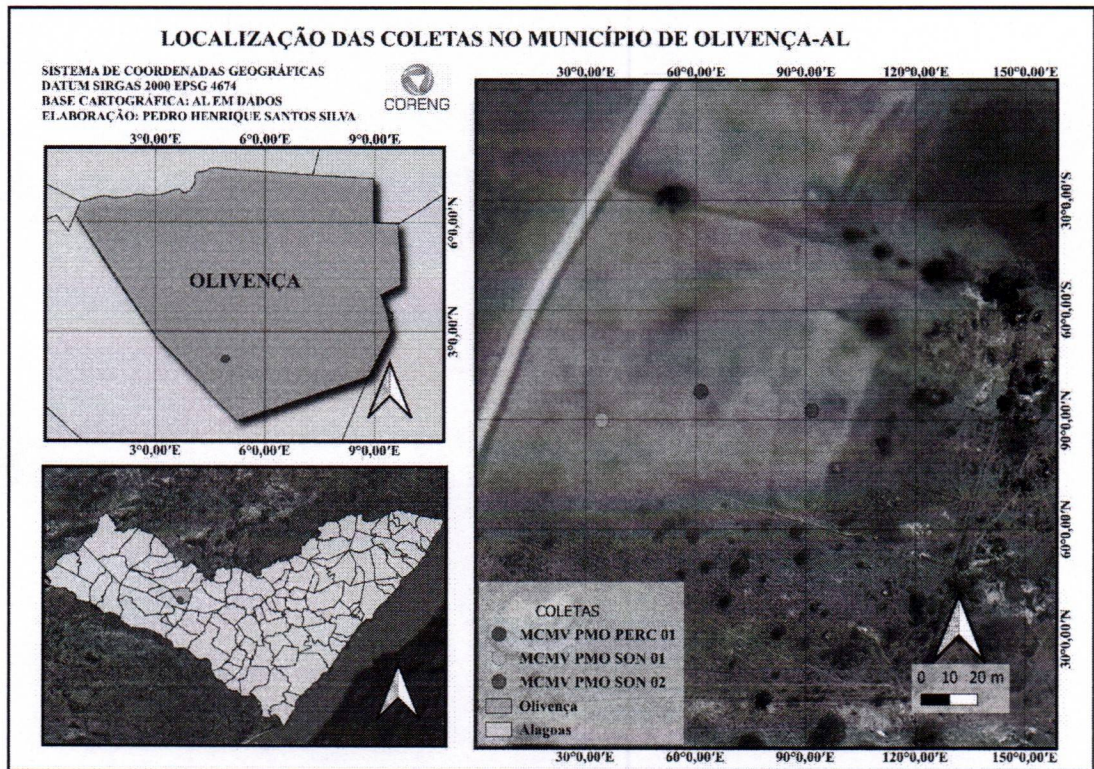 LOCALIZAÇÃO DAS COLETAS NO MUNICÍPIO DE OLIVENÇA-AL
SISTEMA DE COORDENADAS GEOGRÁFICAS
DATUM SIRGAS 2000 EPSG 4674
BASE CARTOGRÁFICA: AL EM DADOS
ELABORAÇÃO: PEDRO HENRIQUE SANTOS SILVA
CORENG
3°0,00'E 6°0,00'E 9°0,00'E
OLIVENÇA
6°0,00'N
3°0,00'N
3°0,00'E 6°0,00'E 9°0,00'E
30°0,00'E 60°0,00'E 90°0,00'E 120°0,00'E 150°0,00'E
30°0,00'S
60°0,00'S
90°0,00'N
60°0,00'N
30°0,00'N
COLETAS
MCMV PMO PERC 01
MCMV PMO SON 01
MCMV PMO SON 02
Olivença
Alagoas
0 10 20 m
30°0,00'E 60°0,00'E 90°0,00'E 120°0,00'E 150°0,00'E